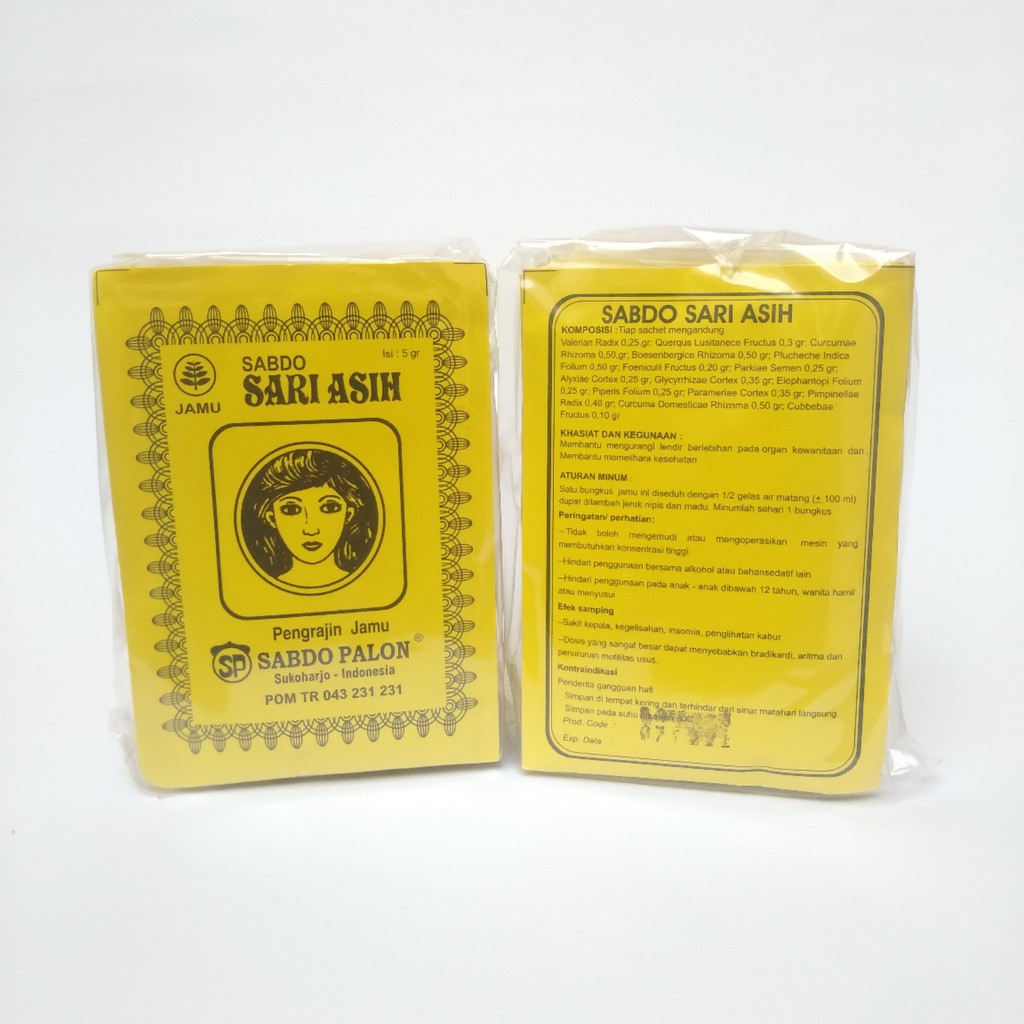 SABDO
Isi : 5 gr
SARI ASIH
JAMU
Pengrajin Jamu
SP SABDO PALON ®
Sukoharjo - Indonesia
POM TR 043 231 231
SABDO SARI ASIH
KOMPOSISI : Tiap sachet mengandung
Valerian Radix 0,25,gr; Querqus Lusitanece Fructus 0,3 gr; Curcumae
Rhizoma 0,50,gr; Boesenbergice Rhizoma 0,50 gr; Plucheche Indica
Folium 0,50 gr; Foeniculli Fructus 0,20 gr; Parkiae Semen 0,25 gr;
Alyxiae Cortex 0,25 gr; Glycyrrhizae Cortex 0,35 gr; Elophantopi Folium
0,25 gr; Piperis Folium 0,25 gr; Parameriae Cortex 0,35 gr; Pimpinellae
Radix 0,40 gr; Curcuma Domesticae Rhizoma 0,50 gr; Cubbebae
Fructus 0,10 gr
KHASIAT DAN KEGUNAAN :
Membantu mengurangi lendir berlebihan pada organ kewanitaan dan
Membantu memelihara kesehatan
ATURAN MINUM :
Satu bungkus jamu ini diseduh dengan 1/2 gelas air matang (± 100 ml)
dapat ditambah jeruk nipis dan madu. Minumlah sehari 1 bungkus
Peringatan/ perhatian:
–Tidak boleh mengemudi atau mengoperasikan mesin yang
membutuhkan konsentrasi tinggi.
–Hindari penggunaan bersama alkohol atau bahansedatif lain
–Hindari penggunaan pada anak - anak dibawah 12 tahun, wanita hamil
atau menyusui
Efek samping
–Sakit kepala, kegelisahan, insomia, penglihatan kabur
–Dosis yang sangat besar dapat menyebabkan bradikardi, aritma dan
penurunan motilitas usus.
Kontraindikasi
Penderita gangguan hati
Simpan di tempat kering dan terhindar dari sinar matahari langsung.
Simpan pada suhu
Prod. Code :
Exp. Date :